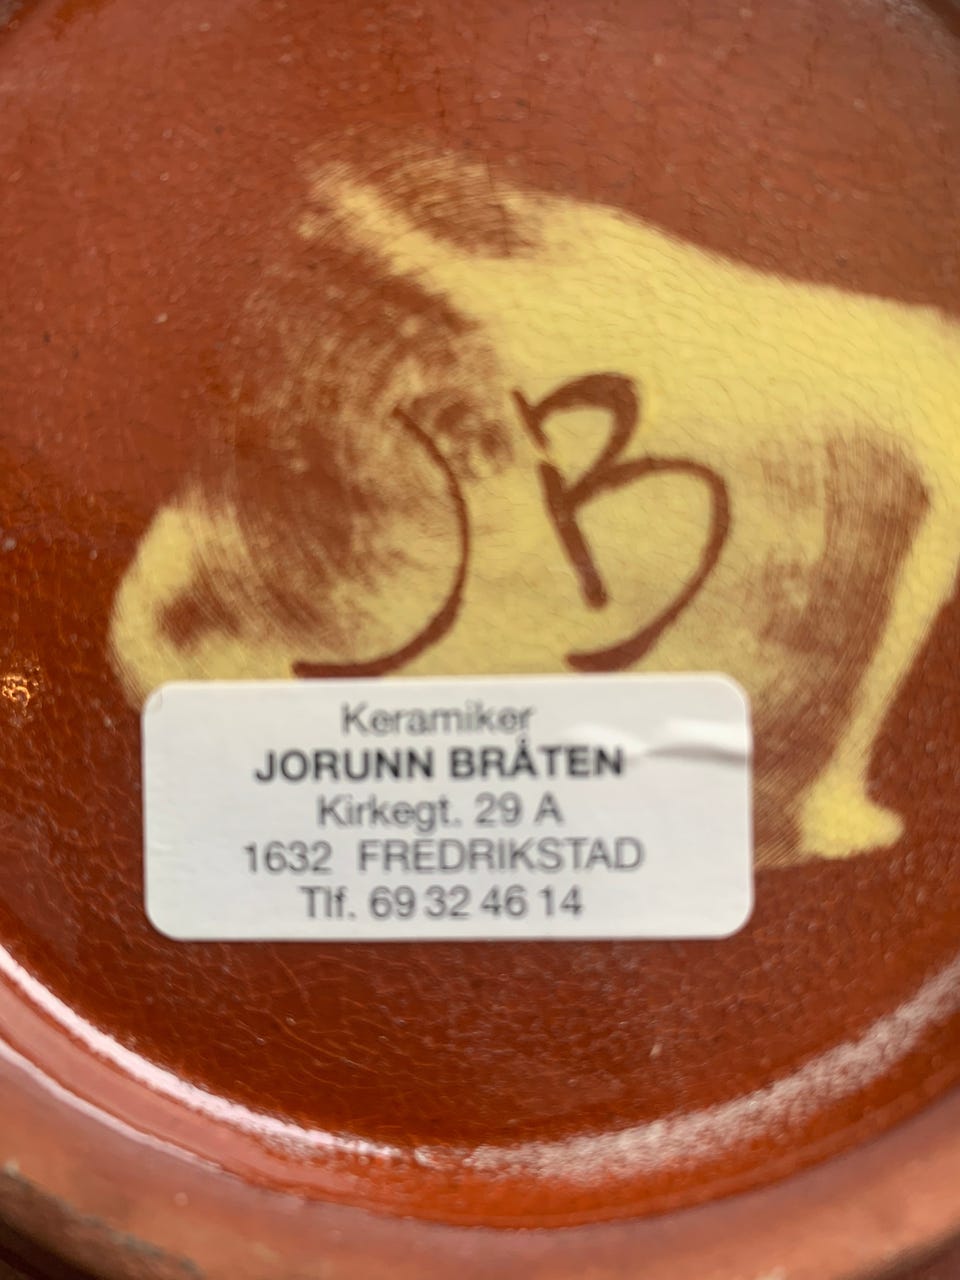 JB
Keramiker
JORUNN BRÅTEN
Kirkegt. 29 A
1632 FREDRIKSTAD
Tlf. 69 32 46 14